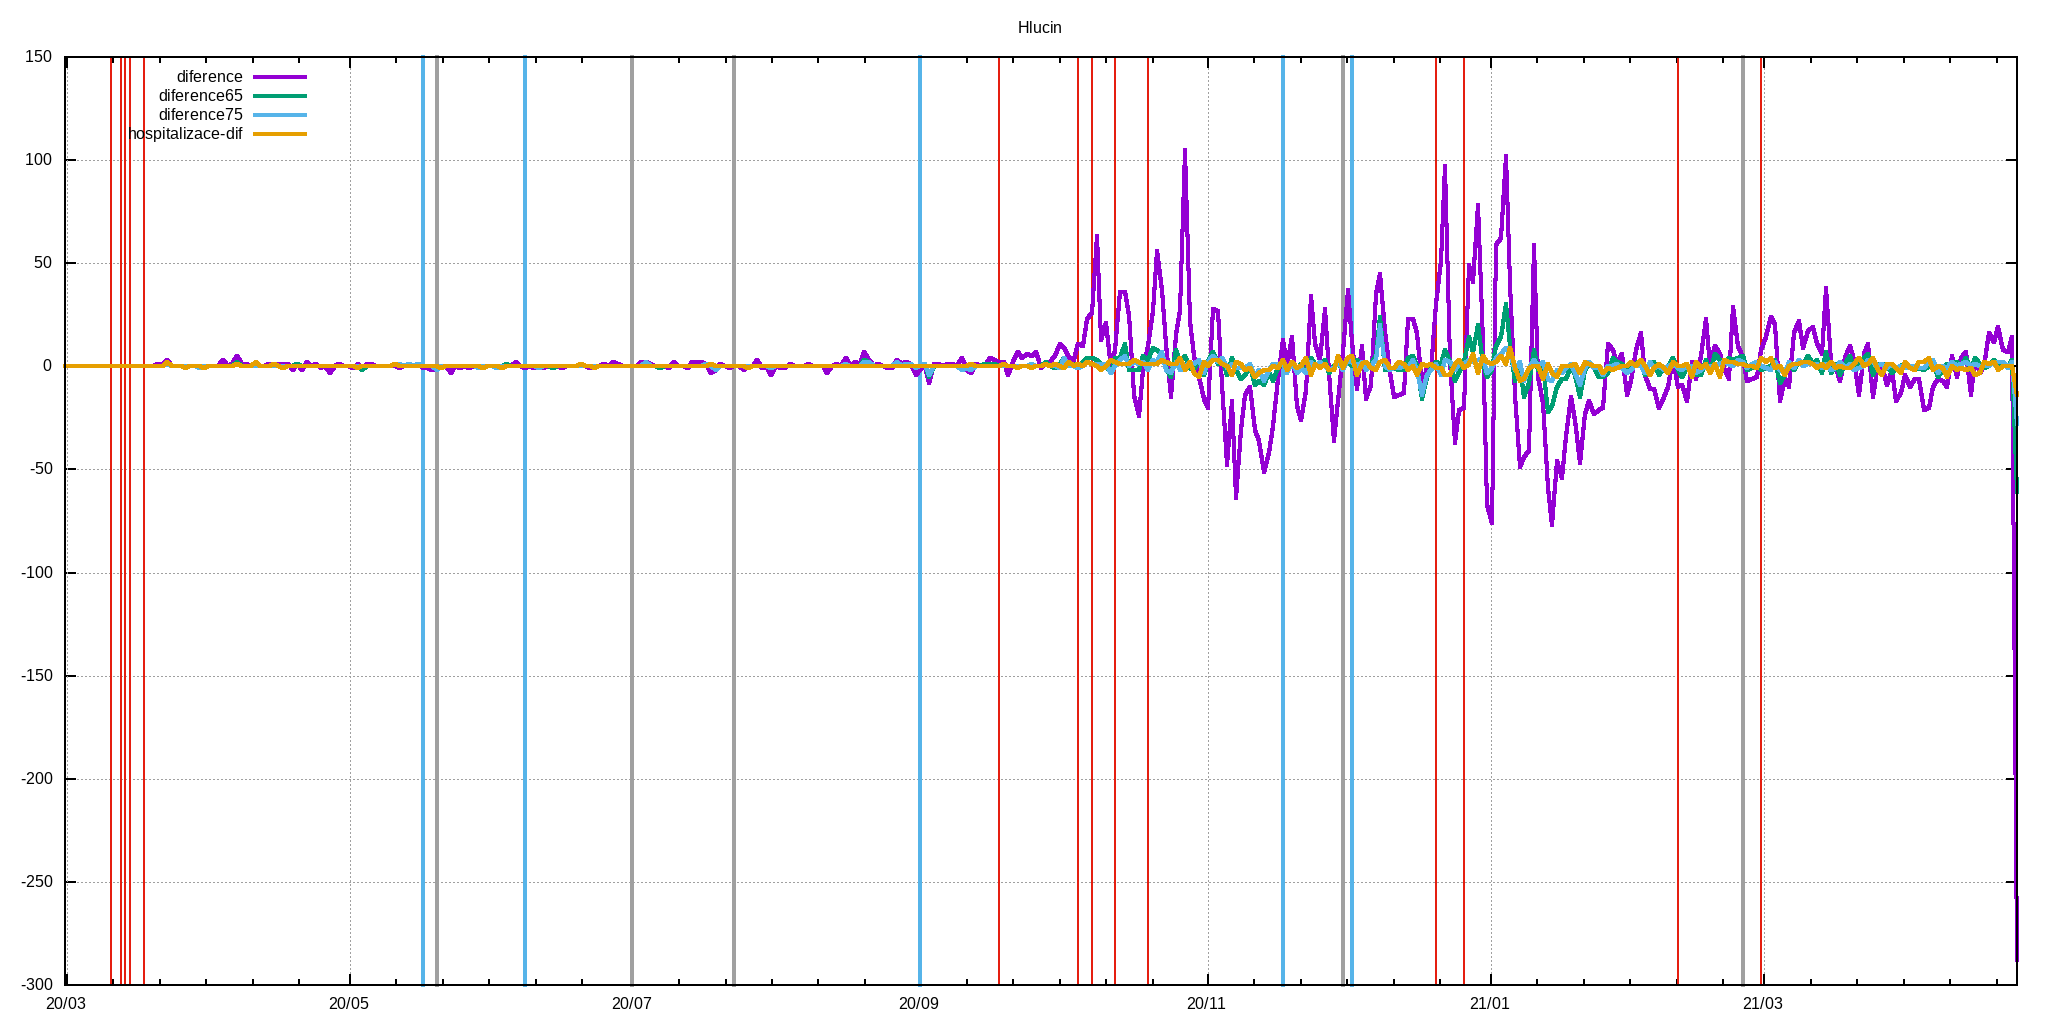 Hlucin
150
100
50
0
-50
-100
-150
-200
-250
-300
diference
diference65
diference75
hospitalizace-dif
20/03 20/05 20/07 20/09 20/11 21/01 21/03